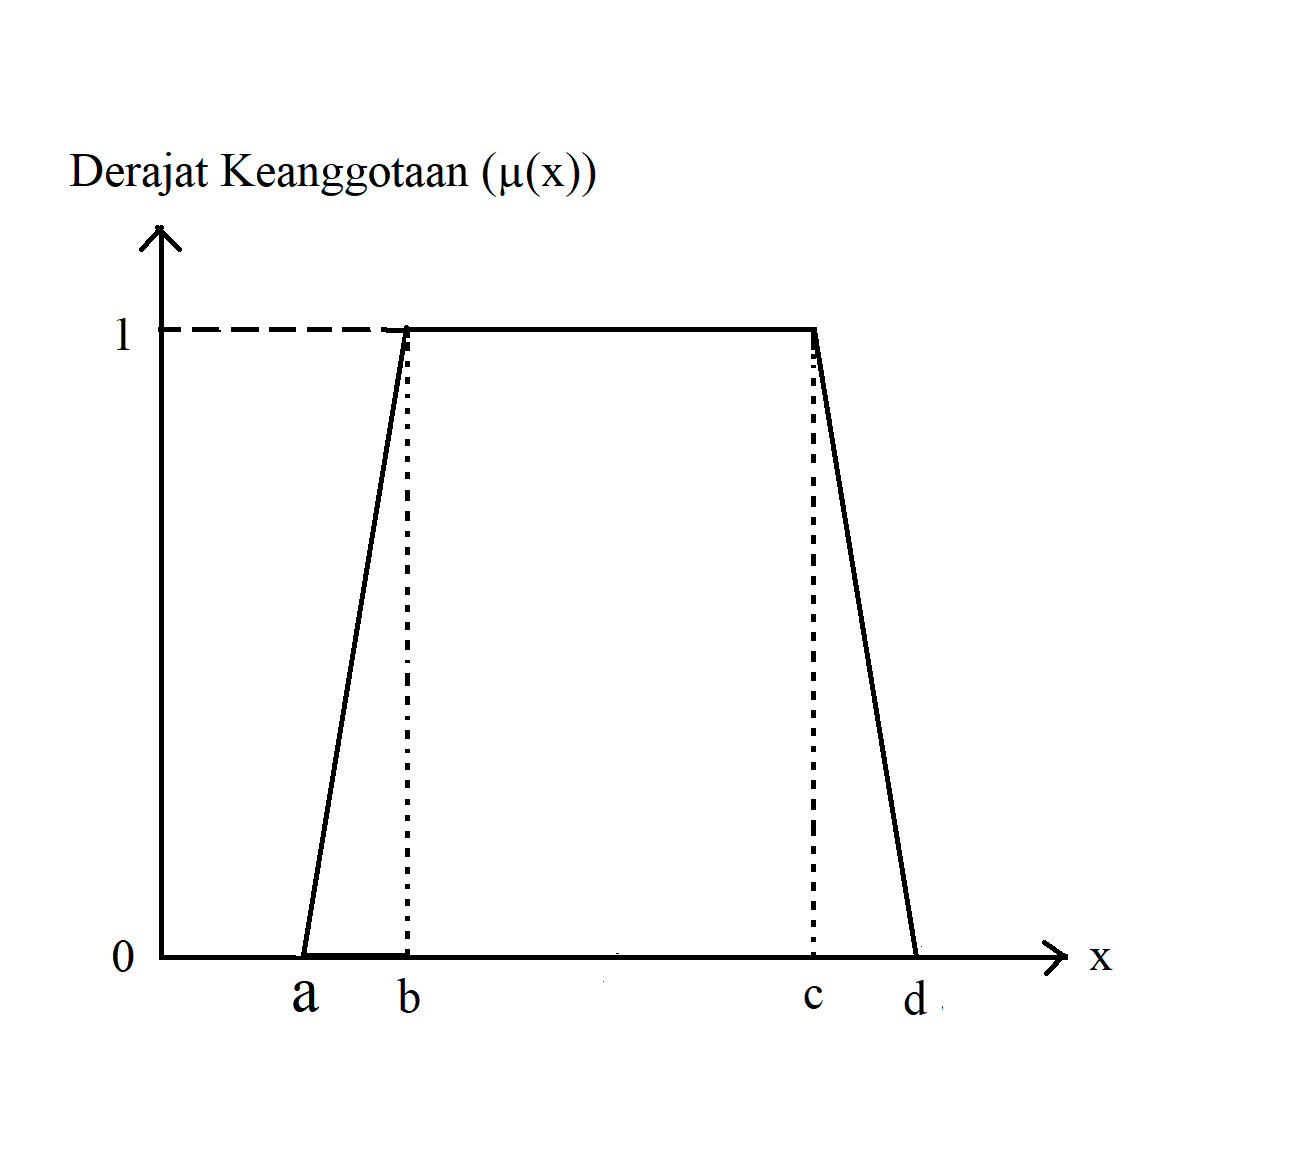 Derajat Keanggotaan (μ(x))
1
0
x
a
b
c
d